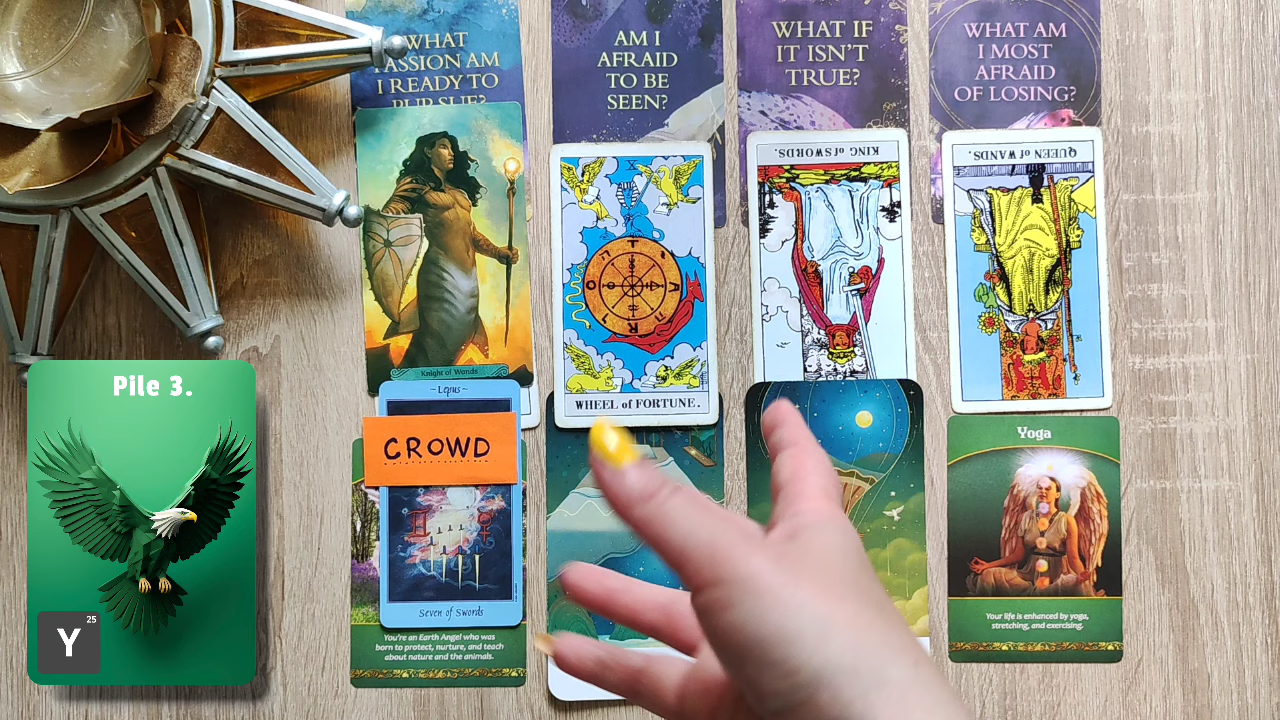 WHAT
PASSION AM
I READY TO
PURSUE?
AM I
AFRAID
TO BE
SEEN?
WHAT IF
IT ISN'T
TRUE?
WHAT AM
I MOST
AFRAID
OF LOSING?
Knight of Wands
X
WHEEL of FORTUNE.
KING of SWORDS.
QUEEN of WANDS.
Pile 3.
Y 25
~ Lepus ~
CROWD
Seven of Swords
You're an Earth Angel who was
born to protect, nurture, and teach
about nature and the animals.
Yoga
Your life is enhanced by yoga,
stretching, and exercising.